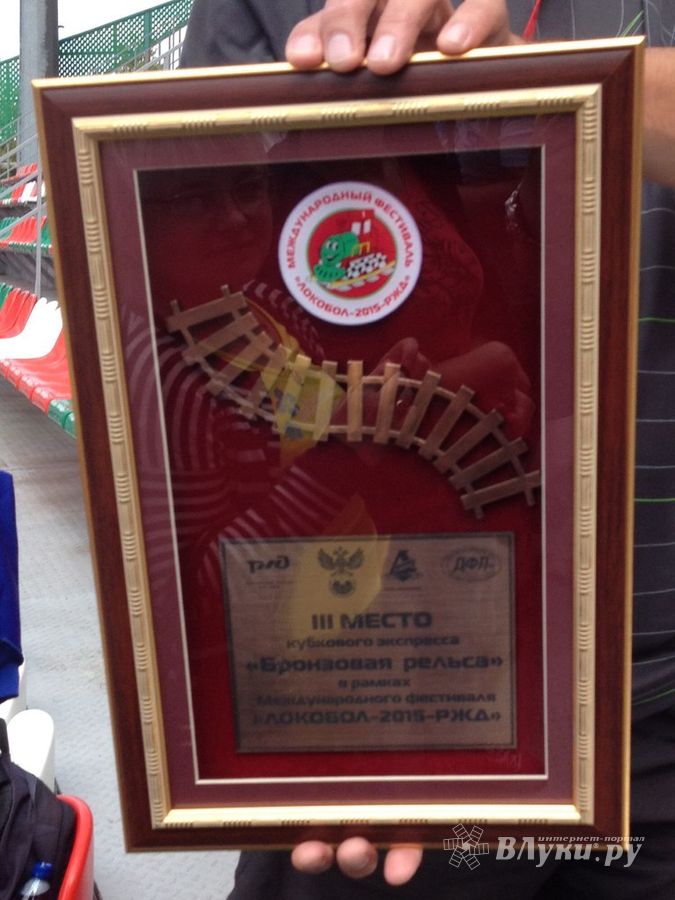 МЕЖДУНАРОДНЫЙ ФЕСТИВАЛЬ
«ЛОКОБОЛ-2015-РЖД»
РЖД
ДФЛ
III МЕСТО
кубкового экспресса
«Бронзовая рельса»
в рамках
Международного фестиваля
«ЛОКОБОЛ-2015-РЖД»
интернет-портал
ВЛуки.ру